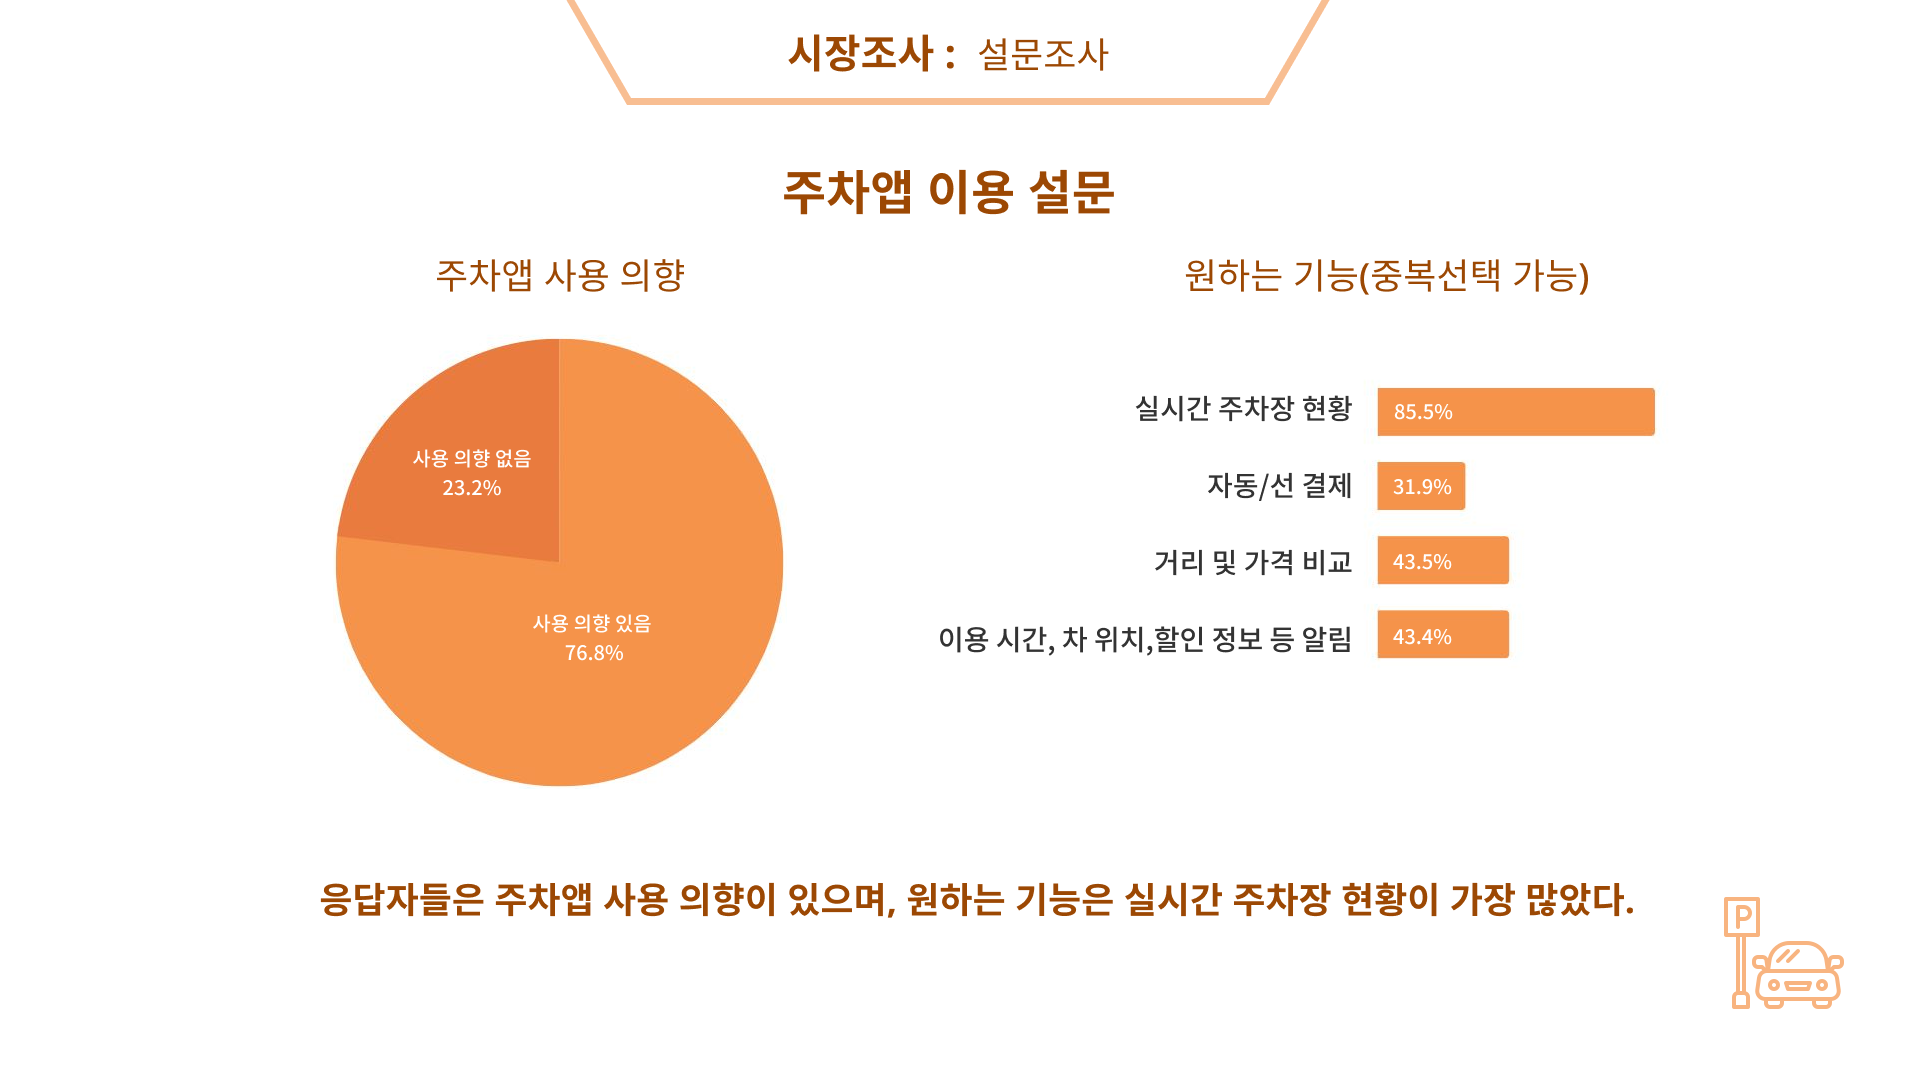 시장조사 : 설문조사
주차앱 이용 설문
주차앱 사용 의향
사용 의향 없음
23.2%
사용 의향 있음
76.8%
원하는 기능(중복선택 가능)
실시간 주차장 현황 85.5%
자동/선 결제 31.9%
거리 및 가격 비교 43.5%
이용 시간, 차 위치,할인 정보 등 알림 43.4%
응답자들은 주차앱 사용 의향이 있으며, 원하는 기능은 실시간 주차장 현황이 가장 많았다.
P